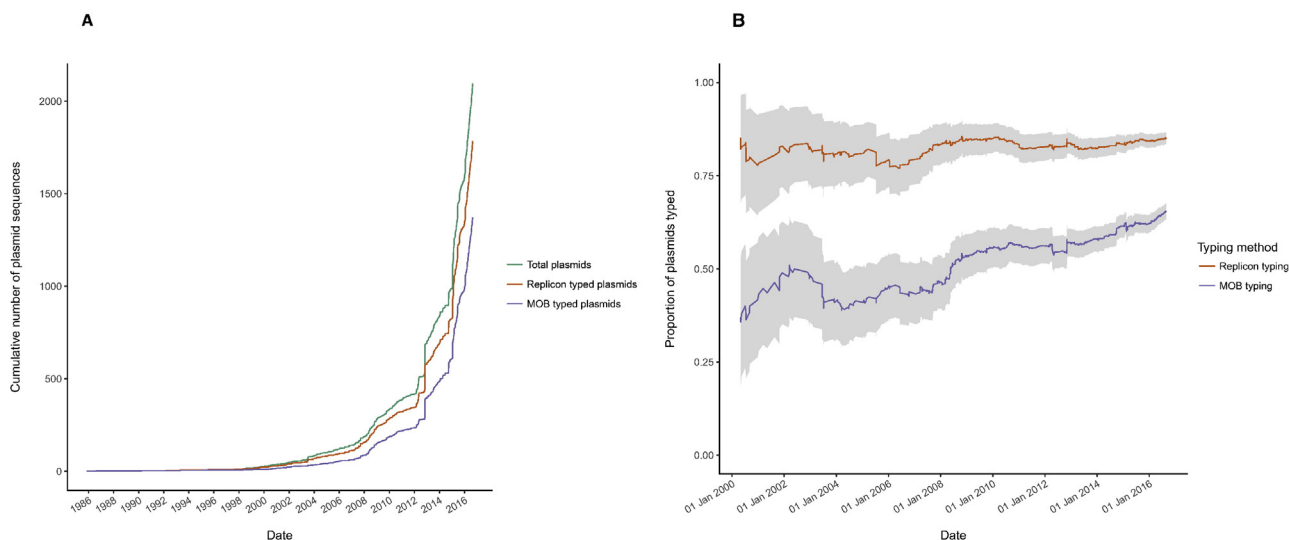 A
Cumulative number of plasmid sequences
2000
1500
1000
500
0
1986
1988
1990
1992
1994
1996
1998
2000
2002
2004
2006
2008
2010
2012
2014
2016
Date
Total plasmids
Replicon typed plasmids
MOB typed plasmids
B
Proportion of plasmids typed
1.00
0.75
0.50
0.25
0.00
01 Jan 2000
01 Jan 2002
01 Jan 2004
01 Jan 2006
01 Jan 2008
01 Jan 2010
01 Jan 2012
01 Jan 2014
01 Jan 2016
Date
Typing method
Replicon typing
MOB typing